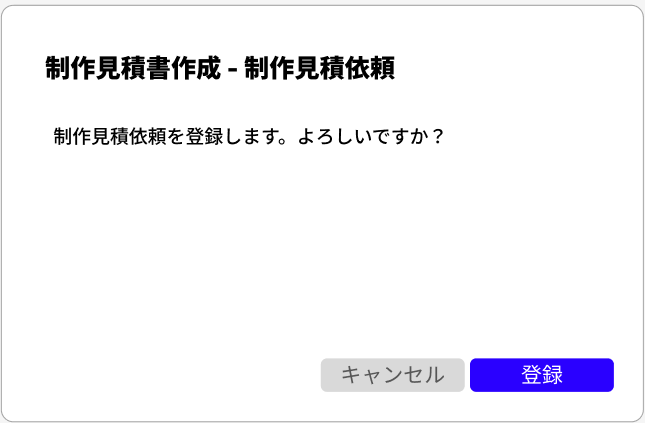 制作見積書作成 - 制作見積依頼
制作見積依頼を登録します。よろしいですか？
キャンセル
登録